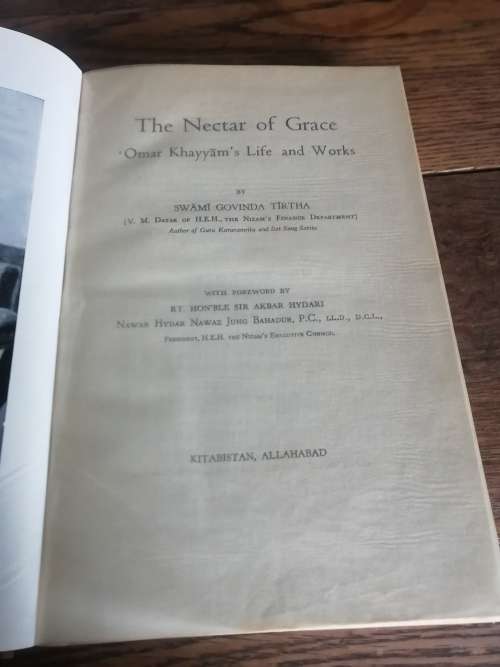 The Nectar of Grace
'Omar Khayyām's Life and Works
BY
SWĀMĪ GOVINDA TĪRTHA
[V. M. DATAR OF H.E.H., THE NIZAM'S FINANCE DEPARTMENT]
Author of Guru Karunamrita and Sat Sang Series
WITH FOREWORD BY
RT. HON'BLE SIR AKBAR HYDARI
NAWAB HYDAR NAWAZ JUNG BAHADUR, P.C., LL.D., D.C.L.,
PRESIDENT, H.E.H. THE NIZAM'S EXECUTIVE COUNCIL.
KITABISTAN, ALLAHABAD